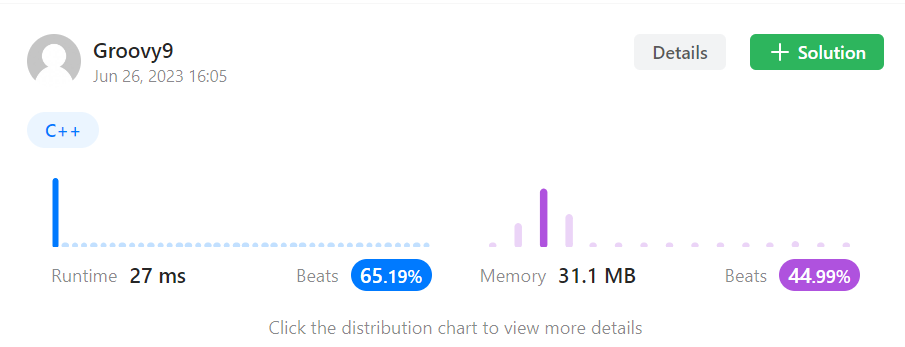 Groovy9
Jun 26, 2023 16:05
Details
Solution
C++
Runtime 27 ms Beats 65.19%
Memory 31.1 MB Beats 44.99%
Click the distribution chart to view more details